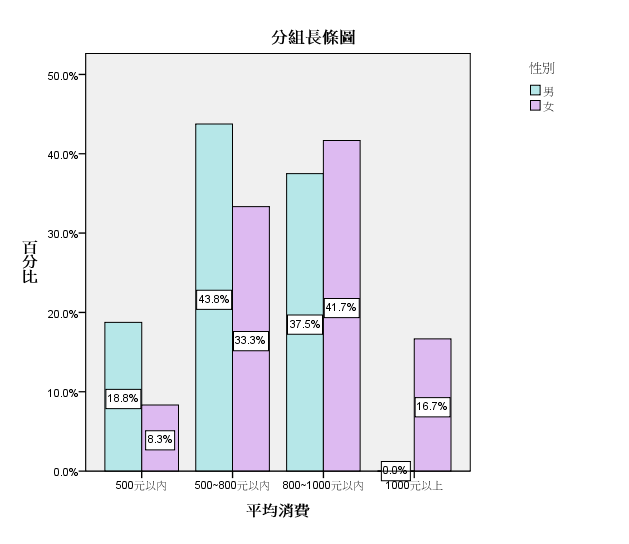 分組長條圖
性別
男
女
50.0%
40.0%
30.0%
20.0%
10.0%
0.0%
百分比
18.8%
8.3%
43.8%
33.3%
37.5%
41.7%
0.0%
16.7%
500元以內
500~800元以內
800~1000元以內
1000元以上
平均消費